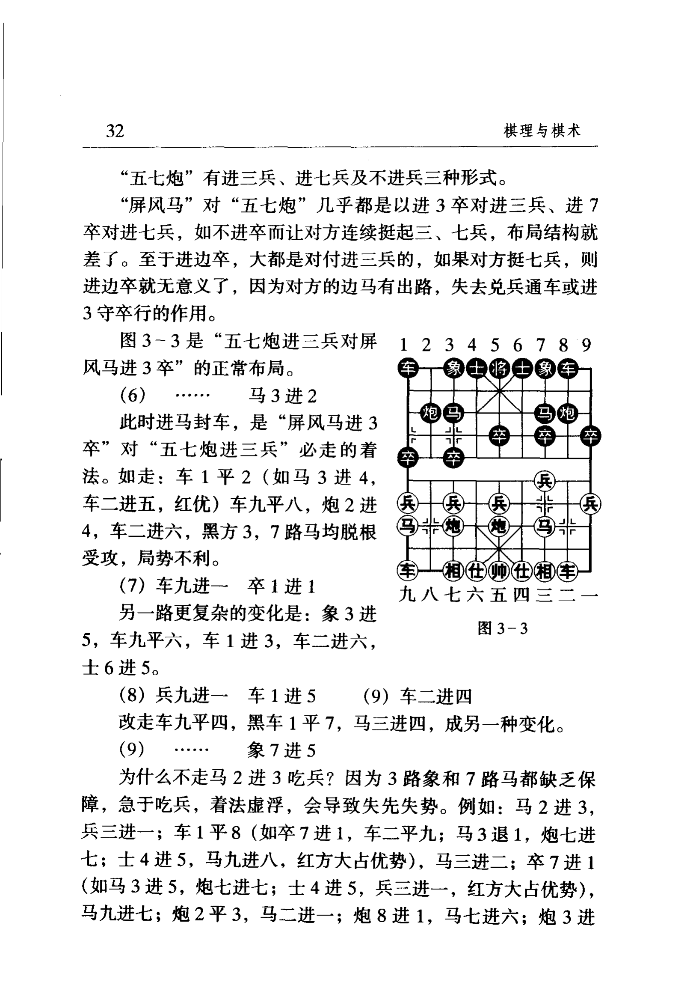 32
棋理与棋术
“五七炮”有进三兵、进七兵及不进兵三种形式。
“屏风马”对“五七炮”几乎都是以进3卒对进三兵、进7
卒对进七兵，如不进卒而让对方连续挺起三、七兵，布局结构就
差了。至于进边卒，大都是对付进三兵的，如果对方挺七兵，则
进边卒就无意义了，因为对方的边马有出路，失去兑兵通车或进
3守卒行的作用。
图3-3是“五七炮进三兵对屏
风马进3卒”的正常布局。
(6) …… 马3进2
此时进马封车，是“屏风马进3
卒”对“五七炮进三兵”必走的着
法。如走：车1平2（如马3进4，
车二进五，红优）车九平八，炮2进
4，车二进六，黑方3，7路马均脱根
受攻，局势不利。
(7) 车九进一 卒1进1
另一路更复杂的变化是：象3进
5，车九平六，车1进3，车二进六，
士6进5。
1 2 3 4 5 6 7 8 9
车 象 士 将 士 象 车
炮 马 马 炮
卒 卒 卒
卒 卒
兵
兵 兵 兵 兵
马 炮 炮 马
车 相 仕 帅 仕 相 车
九 八 七 六 五 四 三 二 一
图3-3
(8) 兵九进一 车1进5 (9) 车二进四
改走车九平四，黑车1平7，马三进四，成另一种变化。
(9) …… 象7进5
为什么不走马2进3吃兵？因为3路象和7路马都缺乏保
障，急于吃兵，着法虚浮，会导致失先失势。例如：马2进3，
兵三进一；车1平8（如卒7进1，车二平九；马3退1，炮七进
七；士4进5，马九进八，红方大占优势），马三进二；卒7进1
（如马3进5，炮七进七；士4进5，兵三进一，红方大占优势），
马九进七；炮2平3，马二进一；炮8进1，马七进六；炮3进